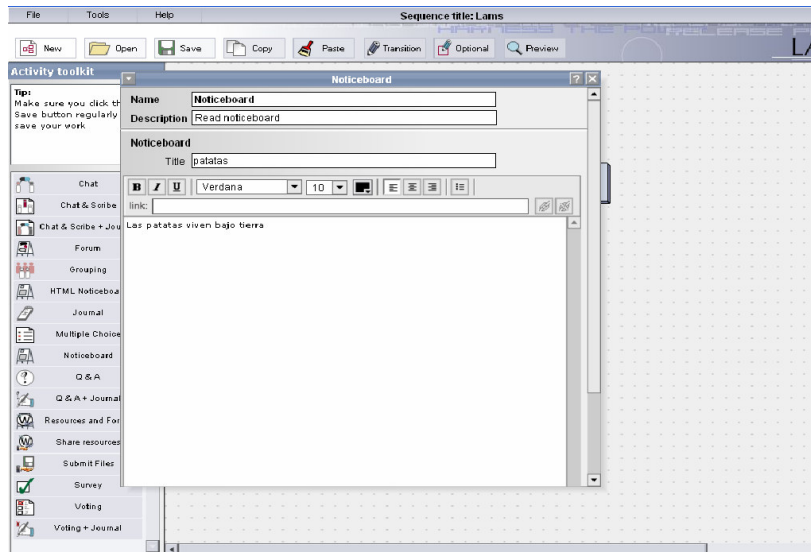 File Tools Help Sequence title: Lams
New Open Save Copy Paste Transition Optional Preview LA
Activity toolkit
Tip:
Make sure you click th
Save button regularly
save your work
Chat
Chat & Scribe
Chat & Scribe + Jou
Forum
Grouping
HTML Noticeboa
Journal
Multiple Choice
Noticeboard
Q & A
Q & A + Journal
Resources and For
Share resources
Submit Files
Survey
Voting
Voting + Journal
Noticeboard
Name Noticeboard
Description Read noticeboard
Noticeboard
Title patatas
B I U Verdana 10
link:
Las patatas viven bajo tierra